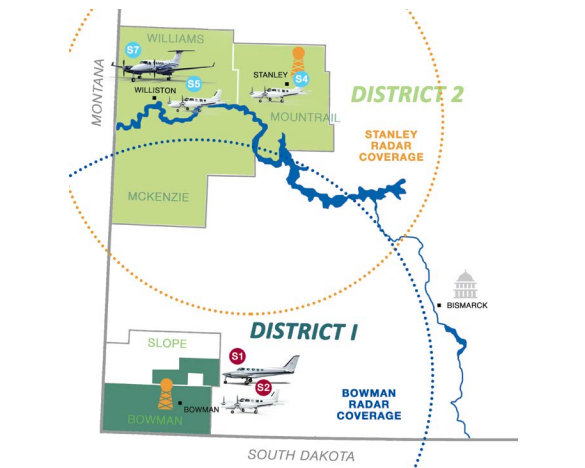 WILLIAMS
S7
S5
WILLISTON
STANLEY
S4
MOUNTRAIL
MONTANA
DISTRICT 2
STANLEY
RADAR
COVERAGE
MCKENZIE
BISMARCK
DISTRICT I
SLOPE
S1
S2
BOWMAN
BOWMAN
BOWMAN
RADAR
COVERAGE
SOUTH DAKOTA